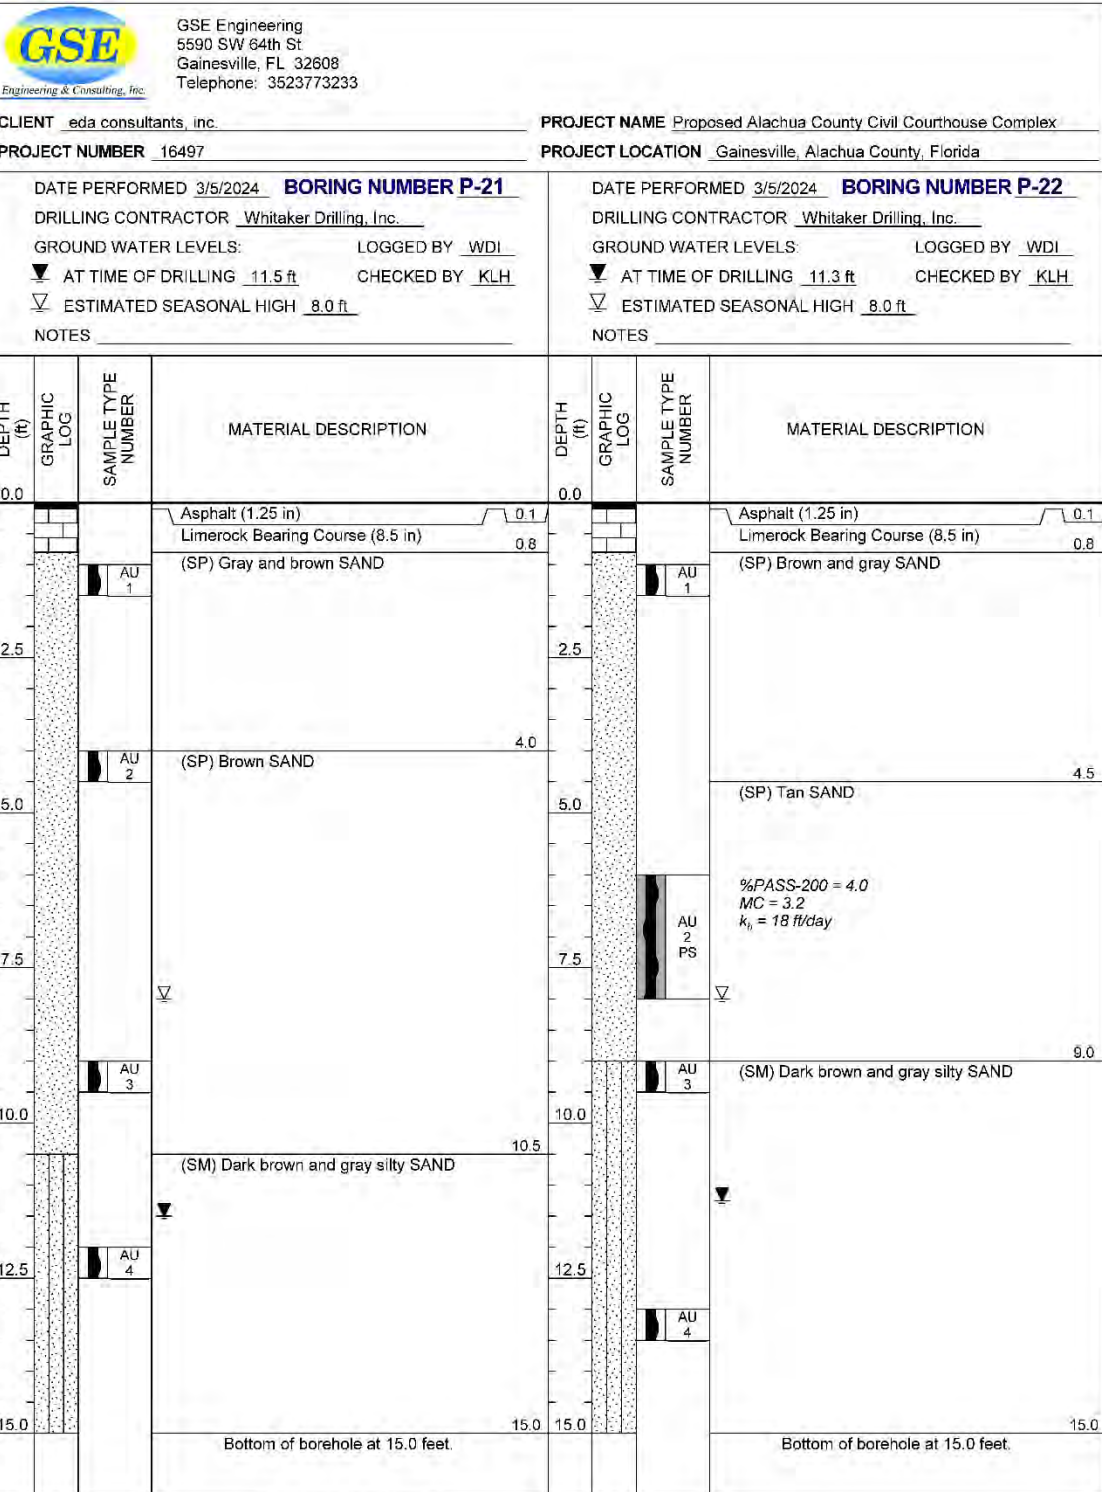 GSE
Engineering & Consulting, Inc.
GSE Engineering
5590 SW 64th St
Gainesville, FL 32608
Telephone: 3523773233
CLIENT eda consultants, inc.
PROJECT NAME Proposed Alachua County Civil Courthouse Complex
PROJECT NUMBER 16497
PROJECT LOCATION Gainesville, Alachua County, Florida
DATE PERFORMED 3/5/2024 BORING NUMBER P-21
DRILLING CONTRACTOR Whitaker Drilling, Inc.
GROUND WATER LEVELS: LOGGED BY WDI
AT TIME OF DRILLING 11.5 ft CHECKED BY KLH
ESTIMATED SEASONAL HIGH 8.0 ft
NOTES
DATE PERFORMED 3/5/2024 BORING NUMBER P-22
DRILLING CONTRACTOR Whitaker Drilling, Inc.
GROUND WATER LEVELS: LOGGED BY WDI
AT TIME OF DRILLING 11.3 ft CHECKED BY KLH
ESTIMATED SEASONAL HIGH 8.0 ft
NOTES
DEPTH
(ft)
GRAPHIC
LOG
SAMPLE TYPE
NUMBER
MATERIAL DESCRIPTION
0.0
Asphalt (1.25 in) 0.1
Limerock Bearing Course (8.5 in) 0.8
(SP) Gray and brown SAND
AU
1
2.5
4.0
AU
2
(SP) Brown SAND
5.0
7.5
AU
3
10.0
10.5
(SM) Dark brown and gray silty SAND
AU
4
12.5
15.0 15.0
Bottom of borehole at 15.0 feet.
DEPTH
(ft)
GRAPHIC
LOG
SAMPLE TYPE
NUMBER
MATERIAL DESCRIPTION
0.0
Asphalt (1.25 in) 0.1
Limerock Bearing Course (8.5 in) 0.8
(SP) Brown and gray SAND
AU
1
2.5
4.5
(SP) Tan SAND
5.0
%PASS-200 = 4.0
MC = 3.2
kh = 18 ft/day
AU
2
PS
7.5
9.0
AU
3
(SM) Dark brown and gray silty SAND
10.0
12.5
AU
4
15.0 15.0
Bottom of borehole at 15.0 feet.